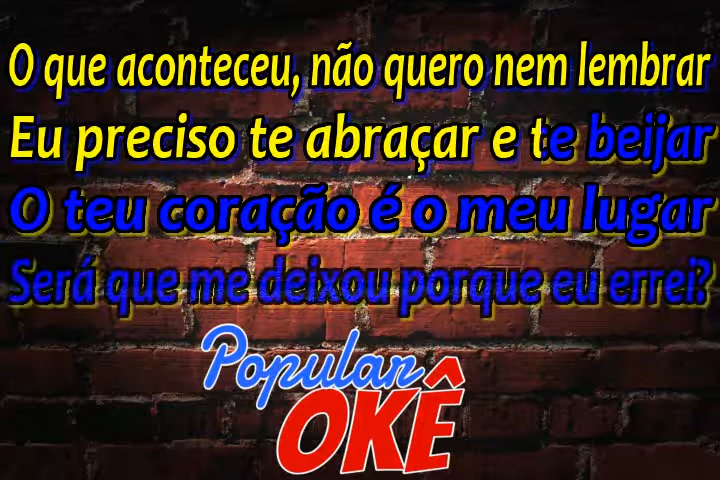 O que aconteceu, não quero nem lembrar
Eu preciso te abraçar e te beijar
O teu coração é o meu lugar
Será que me deixou porque eu errei?
Popular
OKÊ